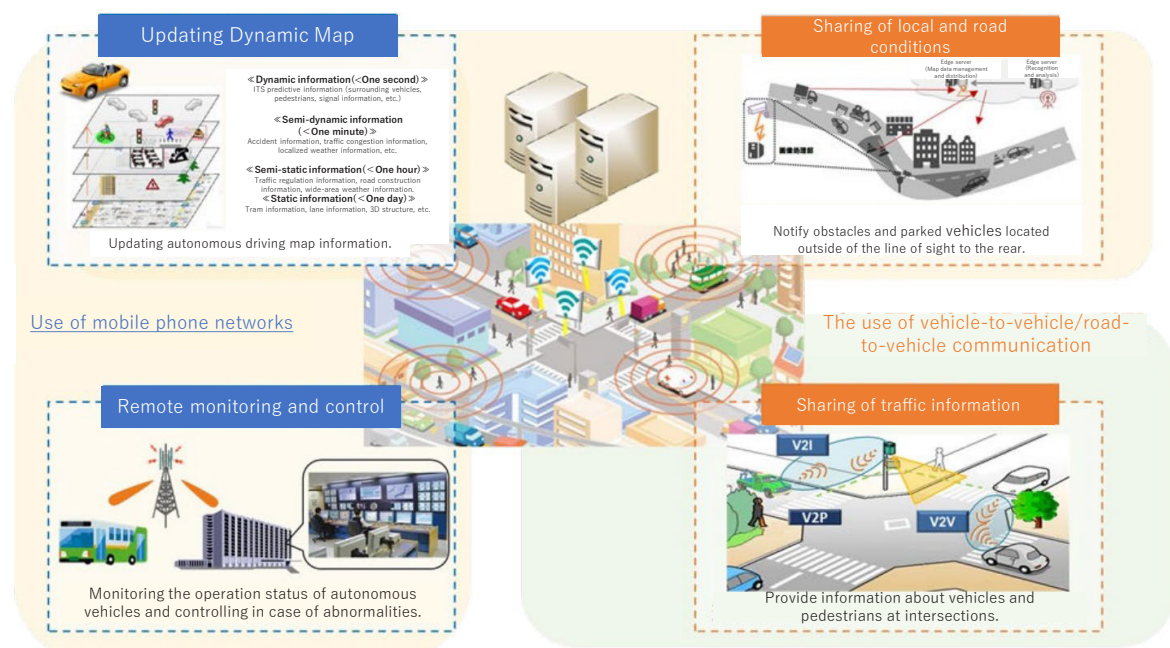 Updating Dynamic Map
≪Dynamic information(<One second) ≫
ITS predictive information (surrounding vehicles,
pedestrians, signal information, etc.)
≪Semi-dynamic information
(<One minute) ≫
Accident information, traffic congestion information,
localized weather information, etc.
≪Semi-static information(<One hour) ≫
Traffic regulation information, road construction
information, wide-area weather information.
≪Static information(<One day) ≫
Tram information, lane information, 3D structure, etc.
Updating autonomous driving map information.
Sharing of local and road
conditions
Edge server
(Map data management
and distribution)
Edge server
(Recognition
and analysis)
画像処理部
Notify obstacles and parked vehicles located
outside of the line of sight to the rear.
Use of mobile phone networks
The use of vehicle-to-vehicle/road-
to-vehicle communication
Remote monitoring and control
Monitoring the operation status of autonomous
vehicles and controlling in case of abnormalities.
Sharing of traffic information
V2I
V2P
V2V
Provide information about vehicles and
pedestrians at intersections.